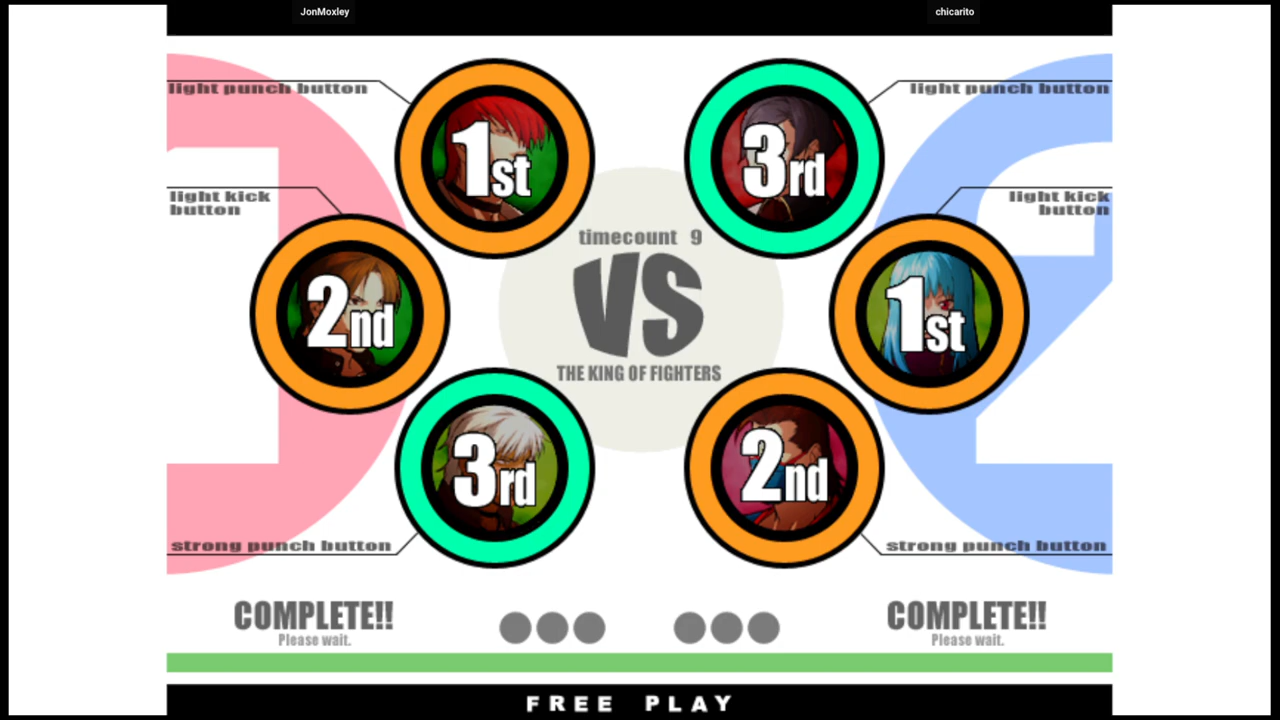 JonMoxley
chicarito
light punch button
light punch button
1st
3rd
light kick
button
light kick
button
timecount 9
VS
THE KING OF FIGHTERS
2nd
1st
3rd
2nd
strong punch button
strong punch button
COMPLETE!!
Please wait.
COMPLETE!!
Please wait.
FREE PLAY
1
2